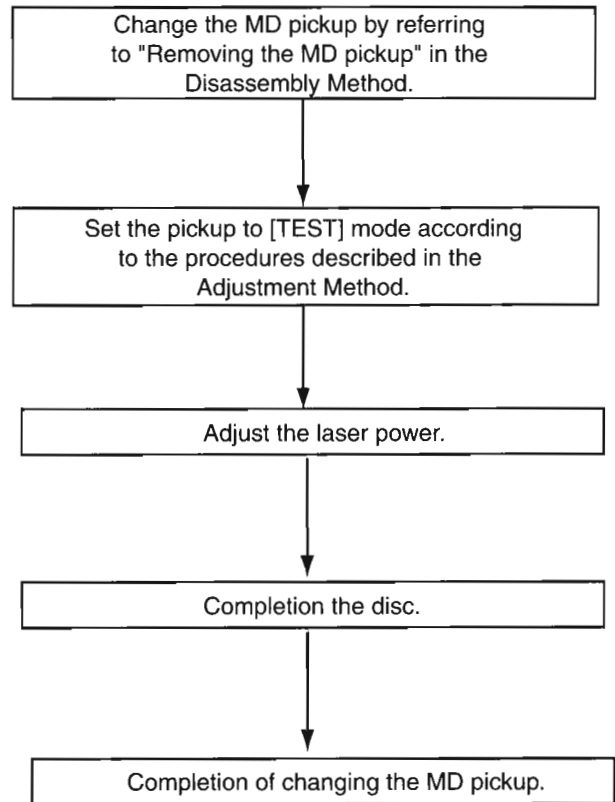 Change the MD pickup by referring
to "Removing the MD pickup" in the
Disassembly Method.
Set the pickup to [TEST] mode according
to the procedures described in the
Adjustment Method.
Adjust the laser power.
Completion the disc.
Completion of changing the MD pickup.